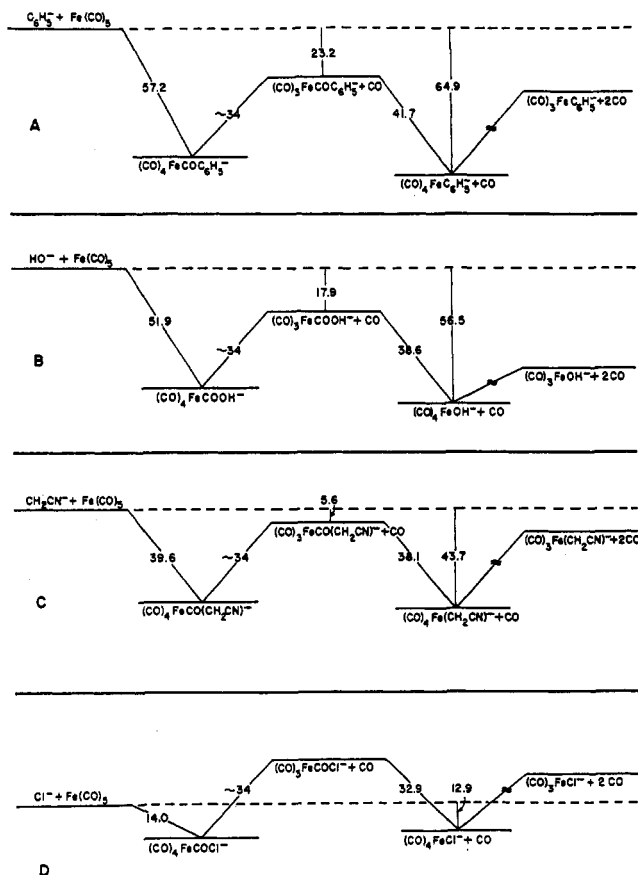 C₆H₅⁻ + Fe(CO)₅
23.2
(CO)₃FeCOC₆H₅⁻ + CO
57.2
~34
41.7
64.9
(CO)₃FeC₆H₅⁻ + 2CO
A
(CO)₄FeCOC₆H₅⁻
(CO)₄FeC₆H₅⁻ + CO
HO⁻ + Fe(CO)₅
17.9
(CO)₃FeCOOH⁻ + CO
51.9
~34
38.6
56.5
B
(CO)₃FeOH⁻ + 2CO
(CO)₄FeCOOH⁻
(CO)₄FeOH⁻ + CO
CH₂CN⁻ + Fe(CO)₅
5.6
(CO)₃FeCO(CH₂CN)⁻ + CO
(CO)₃Fe(CH₂CN)⁻ + 2CO
39.6
~34
38.1
43.7
C
(CO)₄FeCO(CH₂CN)⁻
(CO)₄Fe(CH₂CN)⁻ + CO
(CO)₃FeCOCl⁻ + CO
Cl⁻ + Fe(CO)₅
~34
32.9
12.9
(CO)₃FeCl⁻ + 2 CO
14.0
(CO)₄FeCOCl⁻
(CO)₄FeCl⁻ + CO
D